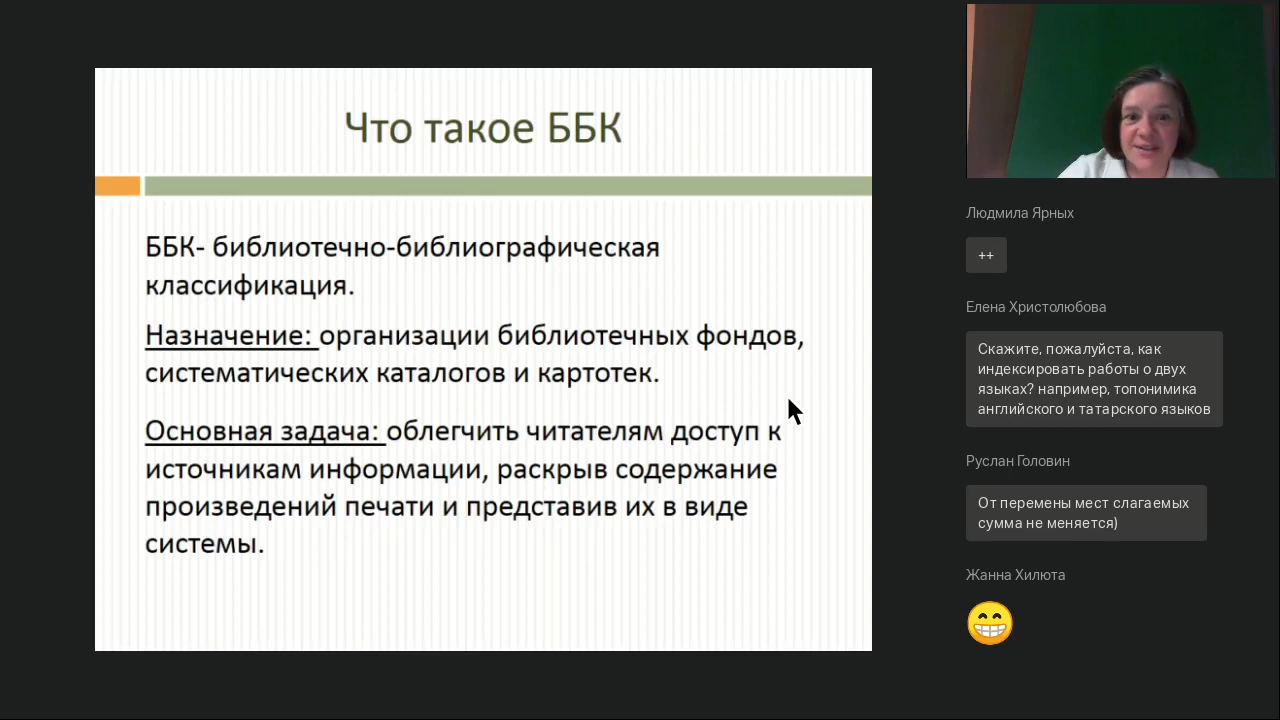 Что такое ББК
ББК- библиотечно-библиографическая
классификация.
Назначение: организации библиотечных фондов,
систематических каталогов и картотек.
Основная задача: облегчить читателям доступ к
источникам информации, раскрыв содержание
произведений печати и представив их в виде
системы.
Людмила Ярных
++
Елена Христолюбова
Скажите, пожалуйста, как
индексировать работы о двух
языках? например, топонимика
английского и татарского языков
Руслан Головин
От перемены мест слагаемых
сумма не меняется)
Жанна Хилюта